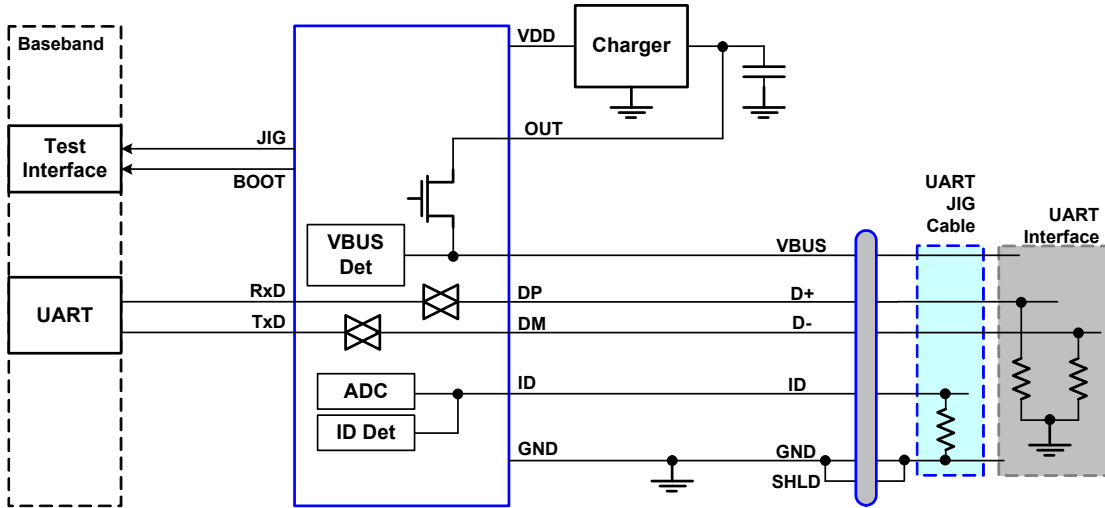 Baseband
VDD
Charger
OUT
Test
Interface
JIG
BOOT
UART
JIG
Cable
UART
Interface
VBUS
Det
VBUS
UART
RxD
TxD
DP
DM
D+
D-
ADC
ID Det
ID
ID
GND
GND
SHLD